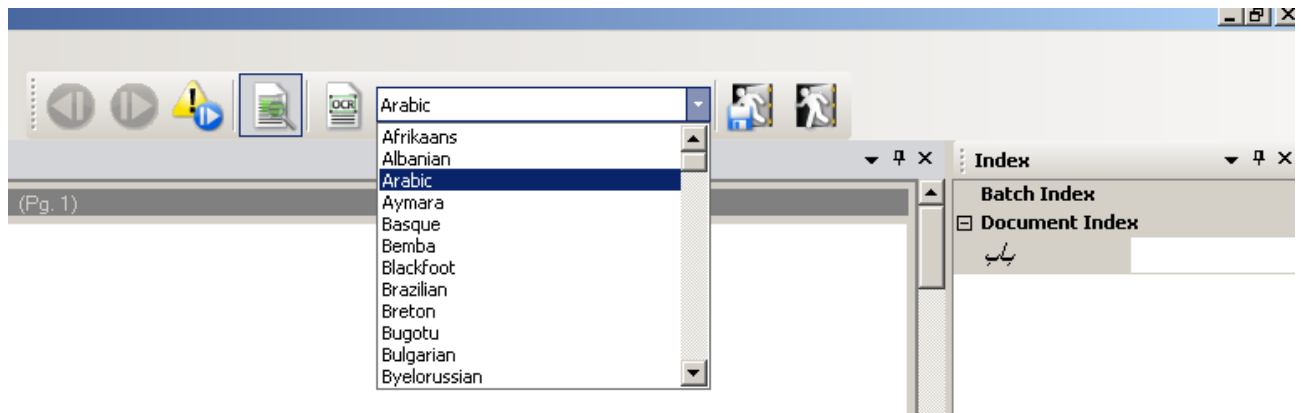 OCR
Arabic
Afrikaans
Albanian
Arabic
Aymara
Basque
Bemba
Blackfoot
Brazilian
Breton
Bugotu
Bulgarian
Byelorussian
(Pg. 1)
Index
Batch Index
Document Index